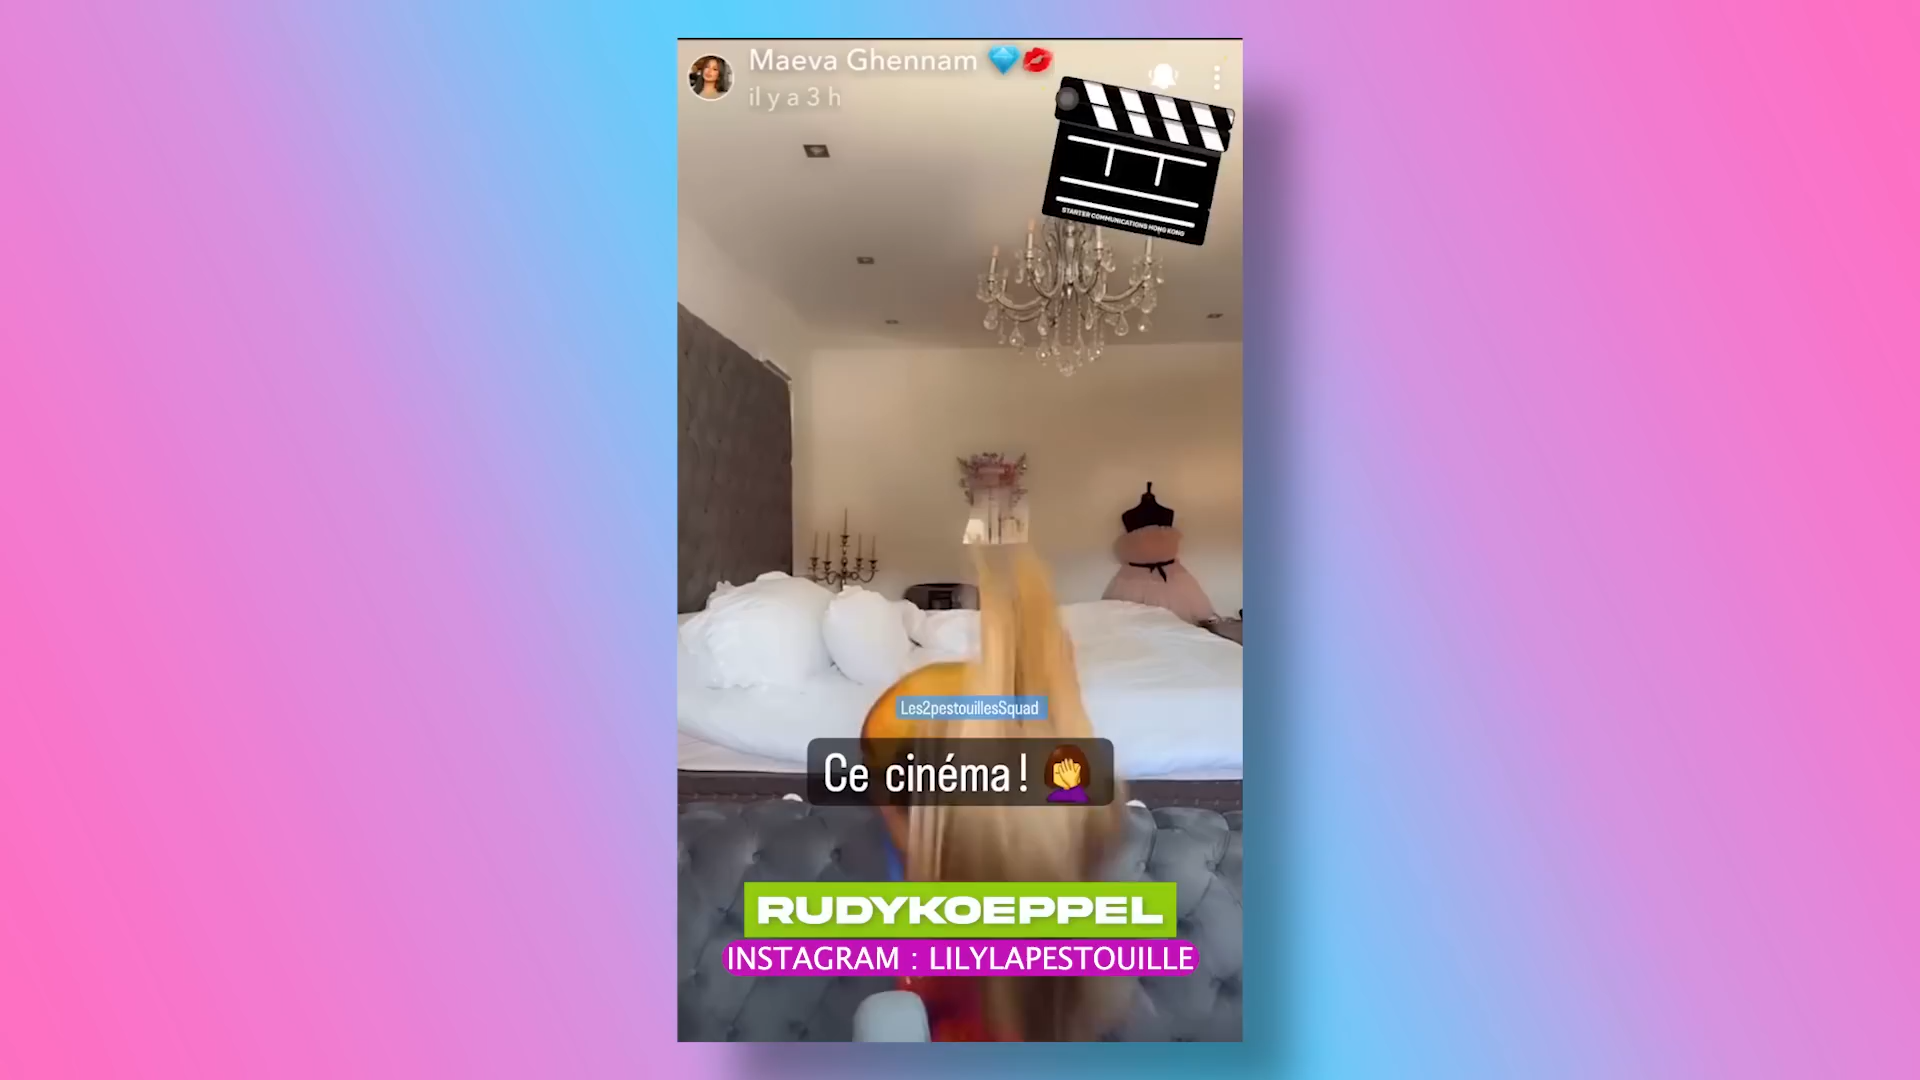 Maeva Ghennam 💎💋
il y a 3 h
STARTER COMMUNICATIONS HONG KONG
Les2pestouillesSquad
Ce cinéma ! 🤦‍♀️
RUDYKOEPPEL
INSTAGRAM : LILYLAPESTOUILLE